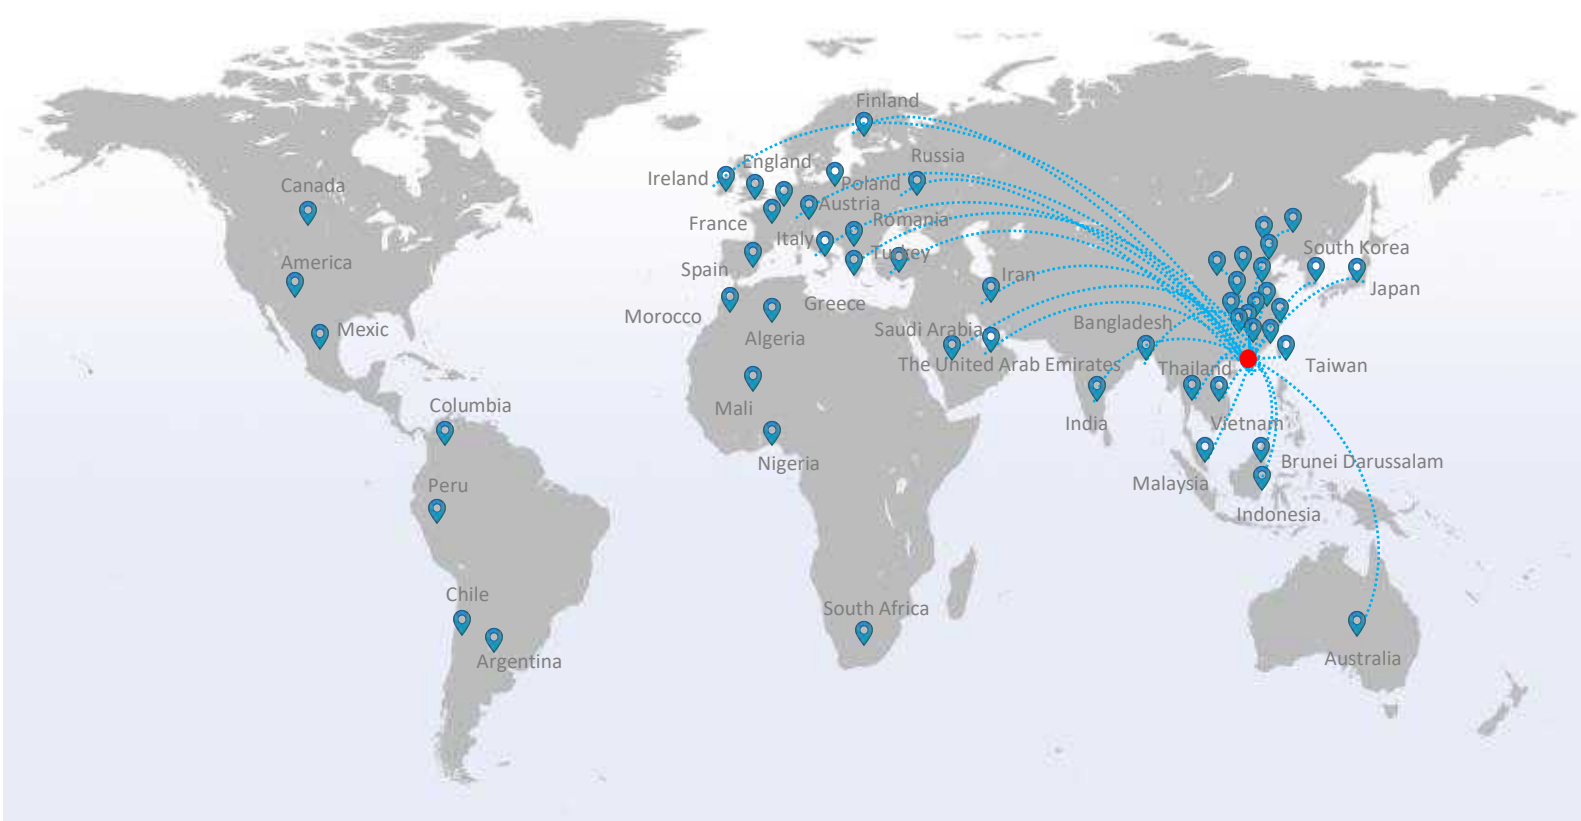 Finland
England
Russia
Ireland
Poland
Canada
Austria
France
Romania
Italy
South Korea
Turkey
America
Spain
Iran
Japan
Greece
Morocco
Bangladesh
Mexic
Saudi Arabia
Algeria
The United Arab Emirates
Thailand
Taiwan
Mali
Columbia
India
Vietnam
Nigeria
Brunei Darussalam
Peru
Malaysia
Indonesia
Chile
South Africa
Argentina
Australia